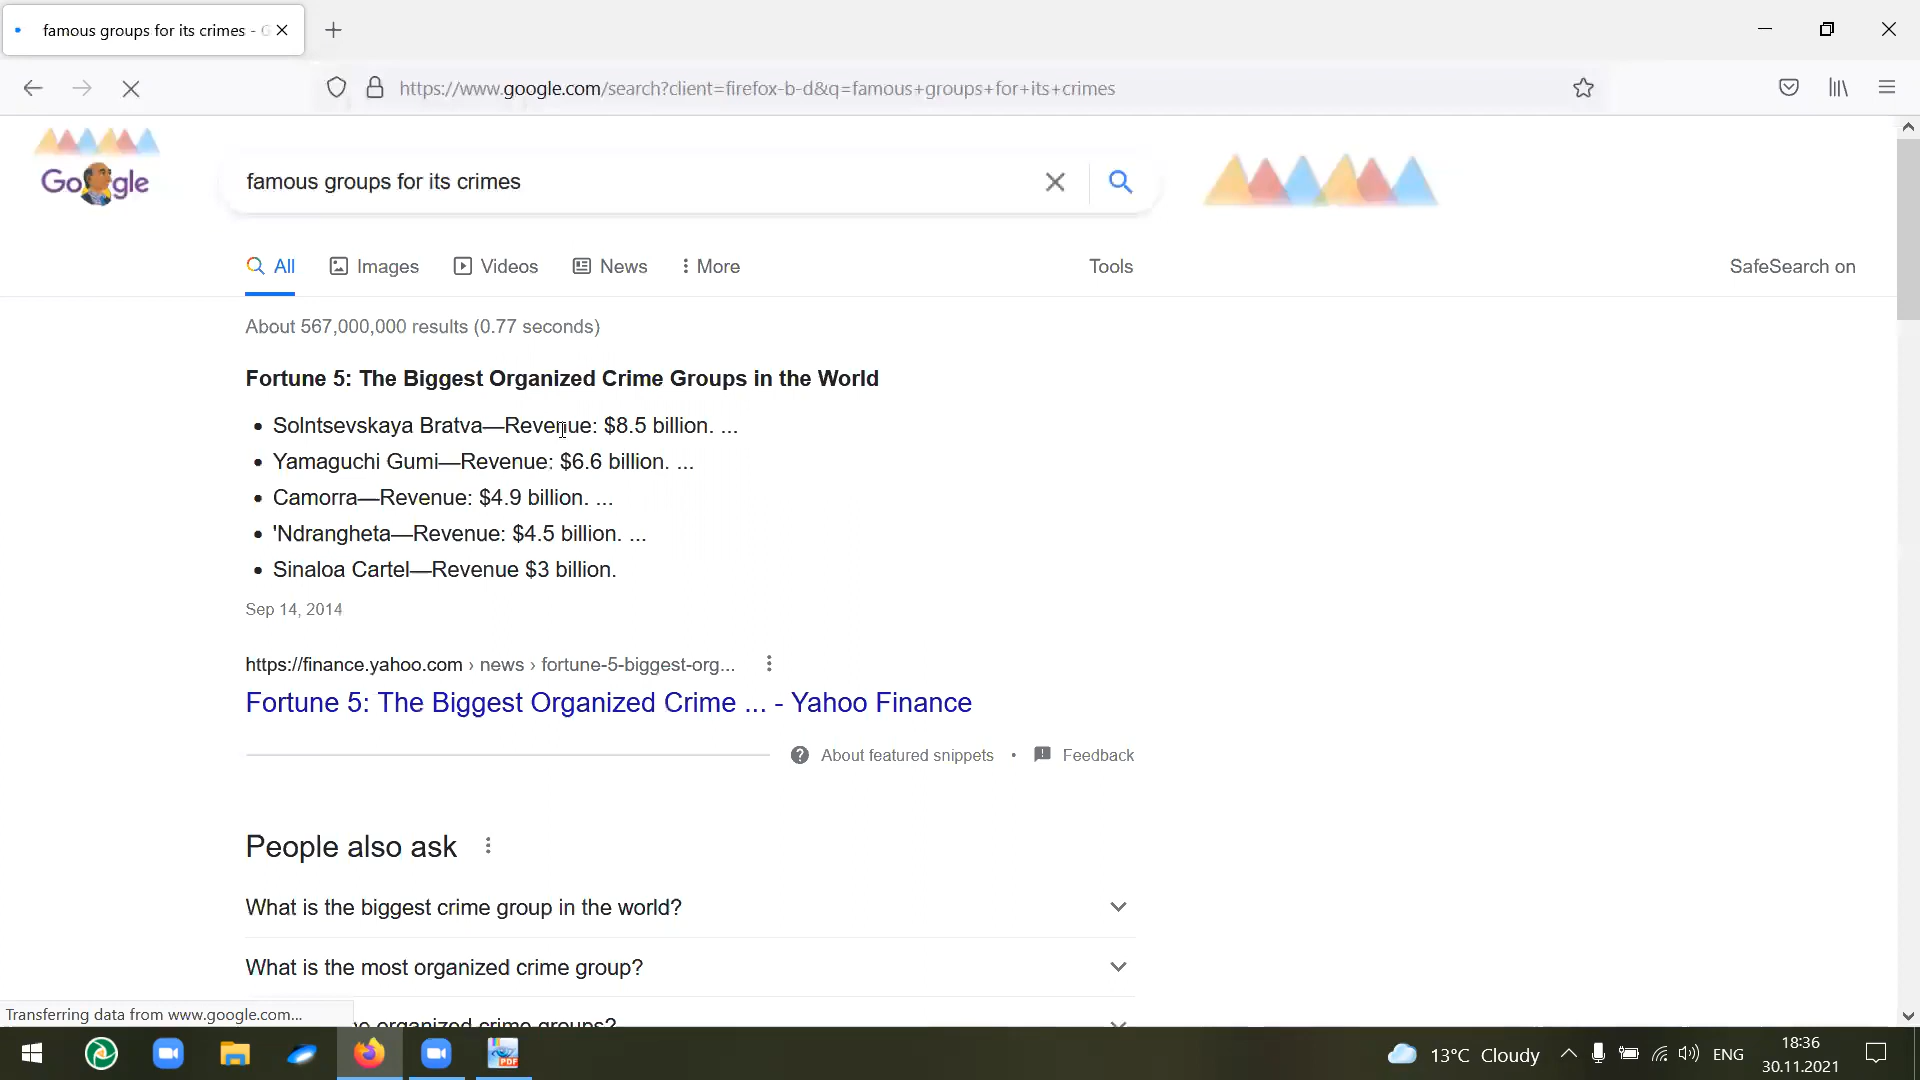 famous groups for its crimes - G
https://www.google.com/search?client=firefox-b-d&q=famous+groups+for+its+crimes
Google
famous groups for its crimes
All
Images
Videos
News
More
Tools
SafeSearch on
About 567,000,000 results (0.77 seconds)
Fortune 5: The Biggest Organized Crime Groups in the World
• Solntsevskaya Bratva—Revenue: $8.5 billion. ...
• Yamaguchi Gumi—Revenue: $6.6 billion. ...
• Camorra—Revenue: $4.9 billion. ...
• 'Ndrangheta—Revenue: $4.5 billion. ...
• Sinaloa Cartel—Revenue $3 billion.
Sep 14, 2014
https://finance.yahoo.com › news › fortune-5-biggest-org...
Fortune 5: The Biggest Organized Crime ... - Yahoo Finance
About featured snippets • Feedback
People also ask
What is the biggest crime group in the world?
What is the most organized crime group?
organized crime groups?
Transferring data from www.google.com...
PDF
13°C Cloudy
ENG
18:36
30.11.2021